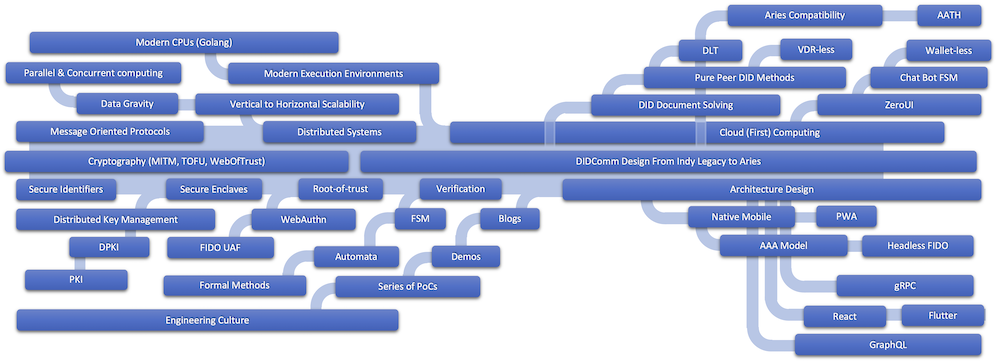 Aries Compatibility
AATH
Modern CPUs (Golang)
DLT
VDR-less
Wallet-less
Parallel & Concurrent computing
Modern Execution Environments
Pure Peer DID Methods
Chat Bot FSM
Data Gravity
Vertical to Horizontal Scalability
DID Document Solving
ZeroUI
Message Oriented Protocols
Distributed Systems
Cloud (First) Computing
Cryptography (MITM, TOFU, WebOfTrust)
DIDComm Design From Indy Legacy to Aries
Secure Identifiers
Secure Enclaves
Root-of-trust
Verification
Architecture Design
Distributed Key Management
WebAuthn
FSM
Blogs
Native Mobile
PWA
DPKI
FIDO UAF
Automata
Demos
AAA Model
Headless FIDO
PKI
Formal Methods
Series of PoCs
gRPC
Engineering Culture
React
Flutter
GraphQL